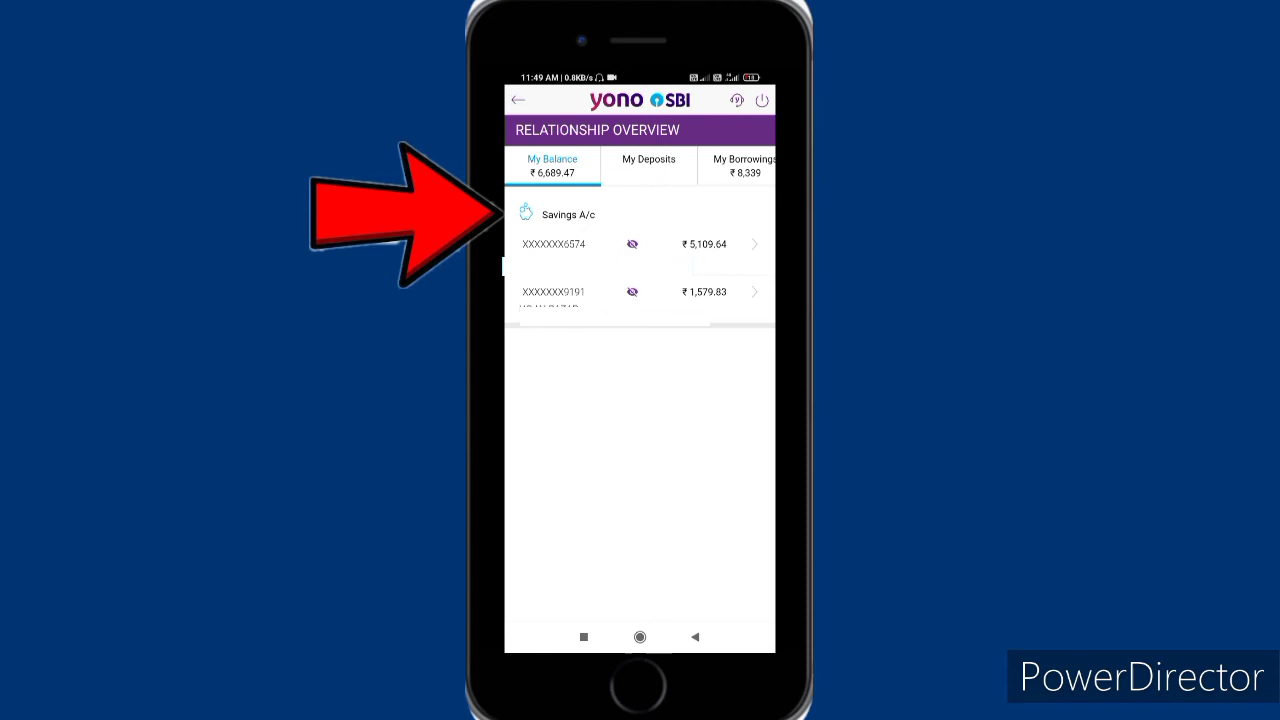 11:49 AM | 0.8KB/s
yono SBI
RELATIONSHIP OVERVIEW
My Balance
₹ 6,689.47
My Deposits
My Borrowings
₹ 8,339
Savings A/c
XXXXXXX6574 ₹ 5,109.64
XXXXXXX9191 ₹ 1,579.83
PowerDirector